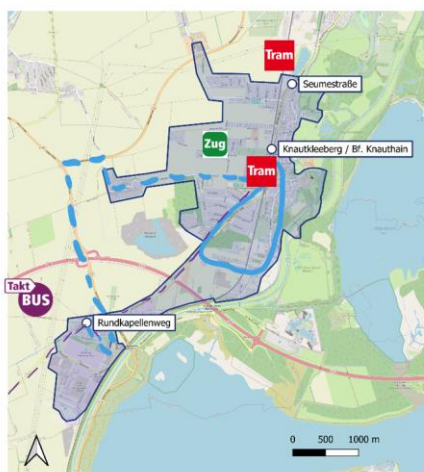 Tram
Seumestraße
Zug
Knautkleeberg / Bf. Knauthain
Tram
Takt
BUS
Rundkapellenweg
0 500 1000 m